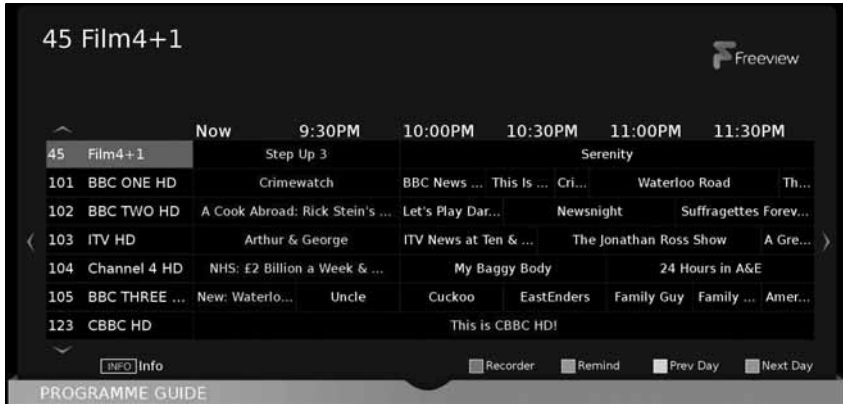 45 Film4+1
Freeview
Now 9:30PM 10:00PM 10:30PM 11:00PM 11:30PM
45 Film4+1 Step Up 3 Serenity
101 BBC ONE HD Crimewatch BBC News ... This Is ... Cri... Waterloo Road Th...
102 BBC TWO HD A Cook Abroad: Rick Stein's ... Let's Play Dar... Newsnight Suffragettes Forev...
103 ITV HD Arthur & George ITV News at Ten & ... The Jonathan Ross Show A Gre...
104 Channel 4 HD NHS: £2 Billion a Week & ... My Baggy Body 24 Hours in A&E
105 BBC THREE ... New: Waterlo... Uncle Cuckoo EastEnders Family Guy Family ... Amer...
123 CBBC HD This is CBBC HD!
INFO Info Recorder Remind Prev Day Next Day
PROGRAMME GUIDE